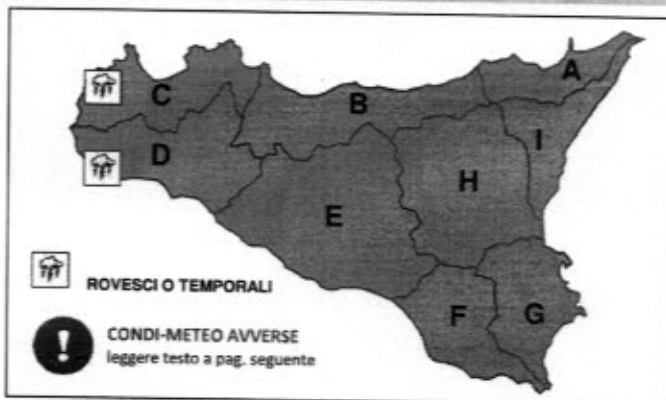 A
C
B
I
D
H
E
F
G
ROVESCI O TEMPORALI
!
CONDI-METEO AVVERSE
leggere testo a pag. seguente